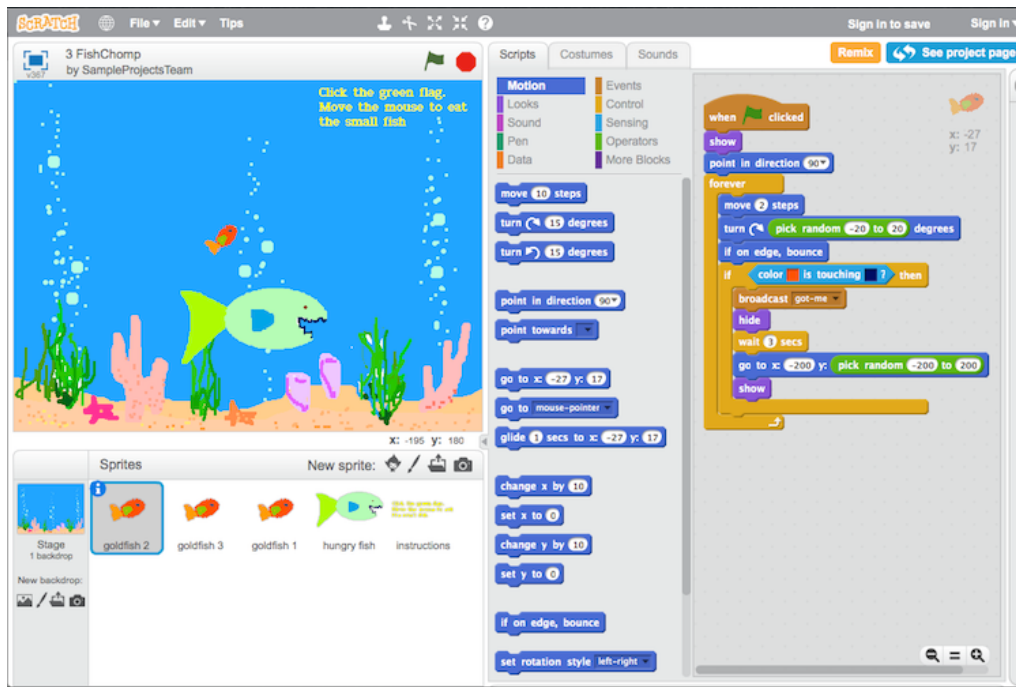 SCRATCH File▼ Edit▼ Tips Sign in to save Sign in▼
v367 3 FishChomp
by SampleProjectsTeam
Click the green flag.
Move the mouse to eat
the small fish
X: -195 y: 180
Sprites New sprite:
Stage
1 backdrop
New backdrop:
goldfish 2 goldfish 3 goldfish 1 hungry fish instructions
Scripts Costumes Sounds
Remix See project page
Motion Events
Looks Control
Sound Sensing
Pen Operators
Data More Blocks
move 10 steps
turn 15 degrees
turn 15 degrees
point in direction 90▼
point towards
go to x: -27 y: 17
go to mouse-pointer
glide 1 secs to x: -27 y: 17
change x by 10
set x to 0
change y by 10
set y to 0
if on edge, bounce
set rotation style left-right
x: -27
y: 17
when clicked
show
point in direction 90▼
forever
move 2 steps
turn pick random -20 to 20 degrees
if on edge, bounce
if color is touching ? then
broadcast got-me
hide
wait 1 secs
go to x: -200 y: pick random -200 to 200
show